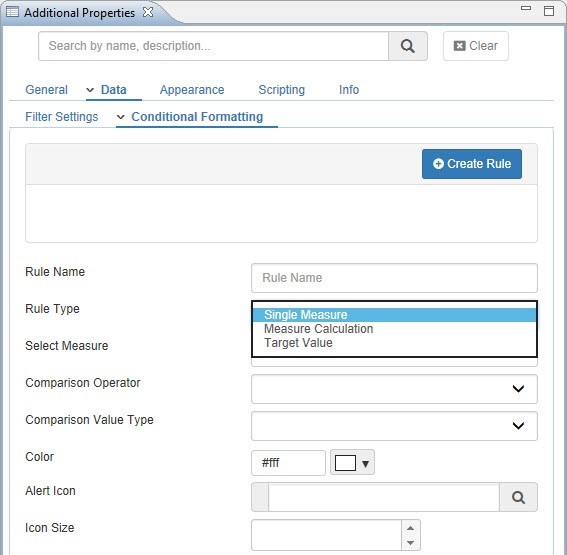 Additional Properties
Search by name, description...
Clear
General Data Appearance Scripting Info
Filter Settings Conditional Formatting
Create Rule
Rule Name Rule Name
Rule Type Single Measure
Measure Calculation
Select Measure Target Value
Comparison Operator
Comparison Value Type
Color #fff
Alert Icon
Icon Size